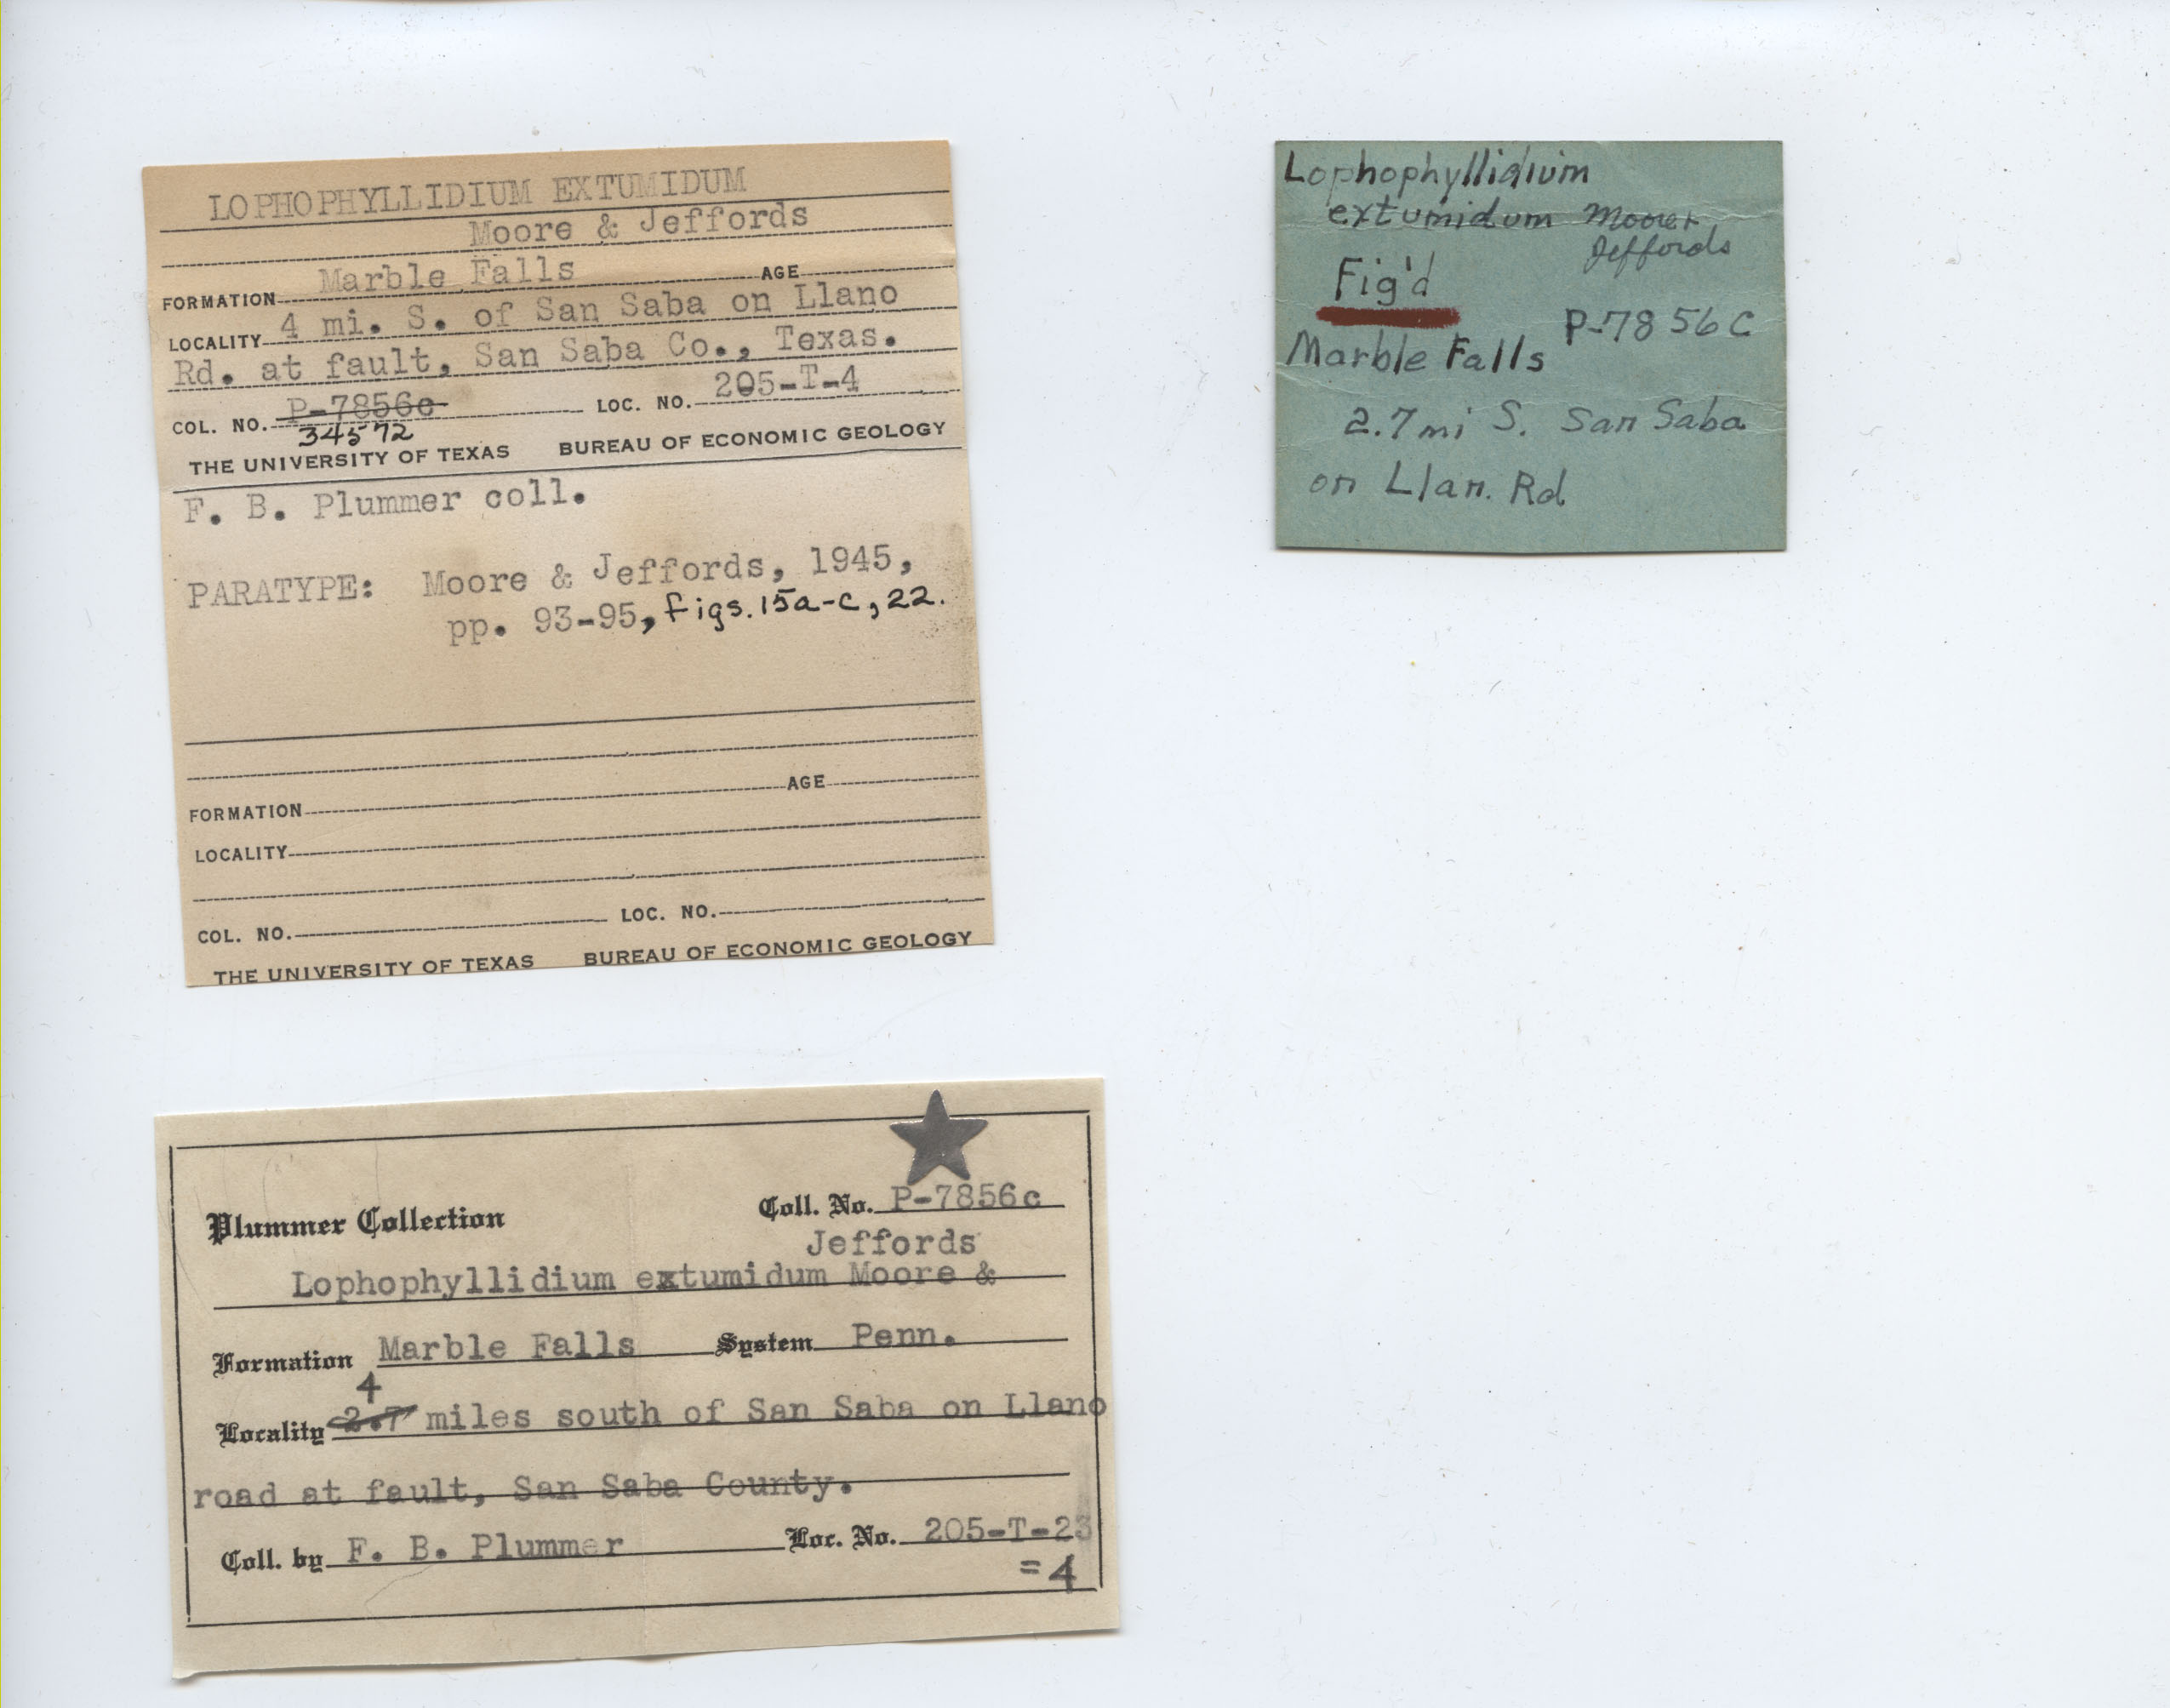 LOPHOPHYLLIDIUM EXTUMIDUM
Moore & Jeffords
FORMATION Marble Falls AGE
LOCALITY 4 mi. S. of San Saba on Llano
Rd. at fault, San Saba Co., Texas.
COL. NO. P-7856c LOC. NO. 205-T-4
34572
THE UNIVERSITY OF TEXAS BUREAU OF ECONOMIC GEOLOGY
F. B. Plummer coll.
PARATYPE: Moore & Jeffords, 1945,
pp. 93-95, figs. 15a-c, 22.
FORMATION AGE
LOCALITY
COL. NO. LOC. NO.
THE UNIVERSITY OF TEXAS BUREAU OF ECONOMIC GEOLOGY
Lophophyllidium
extumidum Moore &
Jeffords
Fig'd
P-7856C
Marble Falls
2.7 mi S. San Saba
on Llan. Rd
Plummer Collection Coll. No. P-7856c
Jeffords
Lophophyllidium extumidum Moore &
Formation Marble Falls System Penn.
4
Locality 2.7 miles south of San Saba on Llano
road at fault, San Saba County.
Coll. by F. B. Plummer Loc. No. 205-T-23
= 4